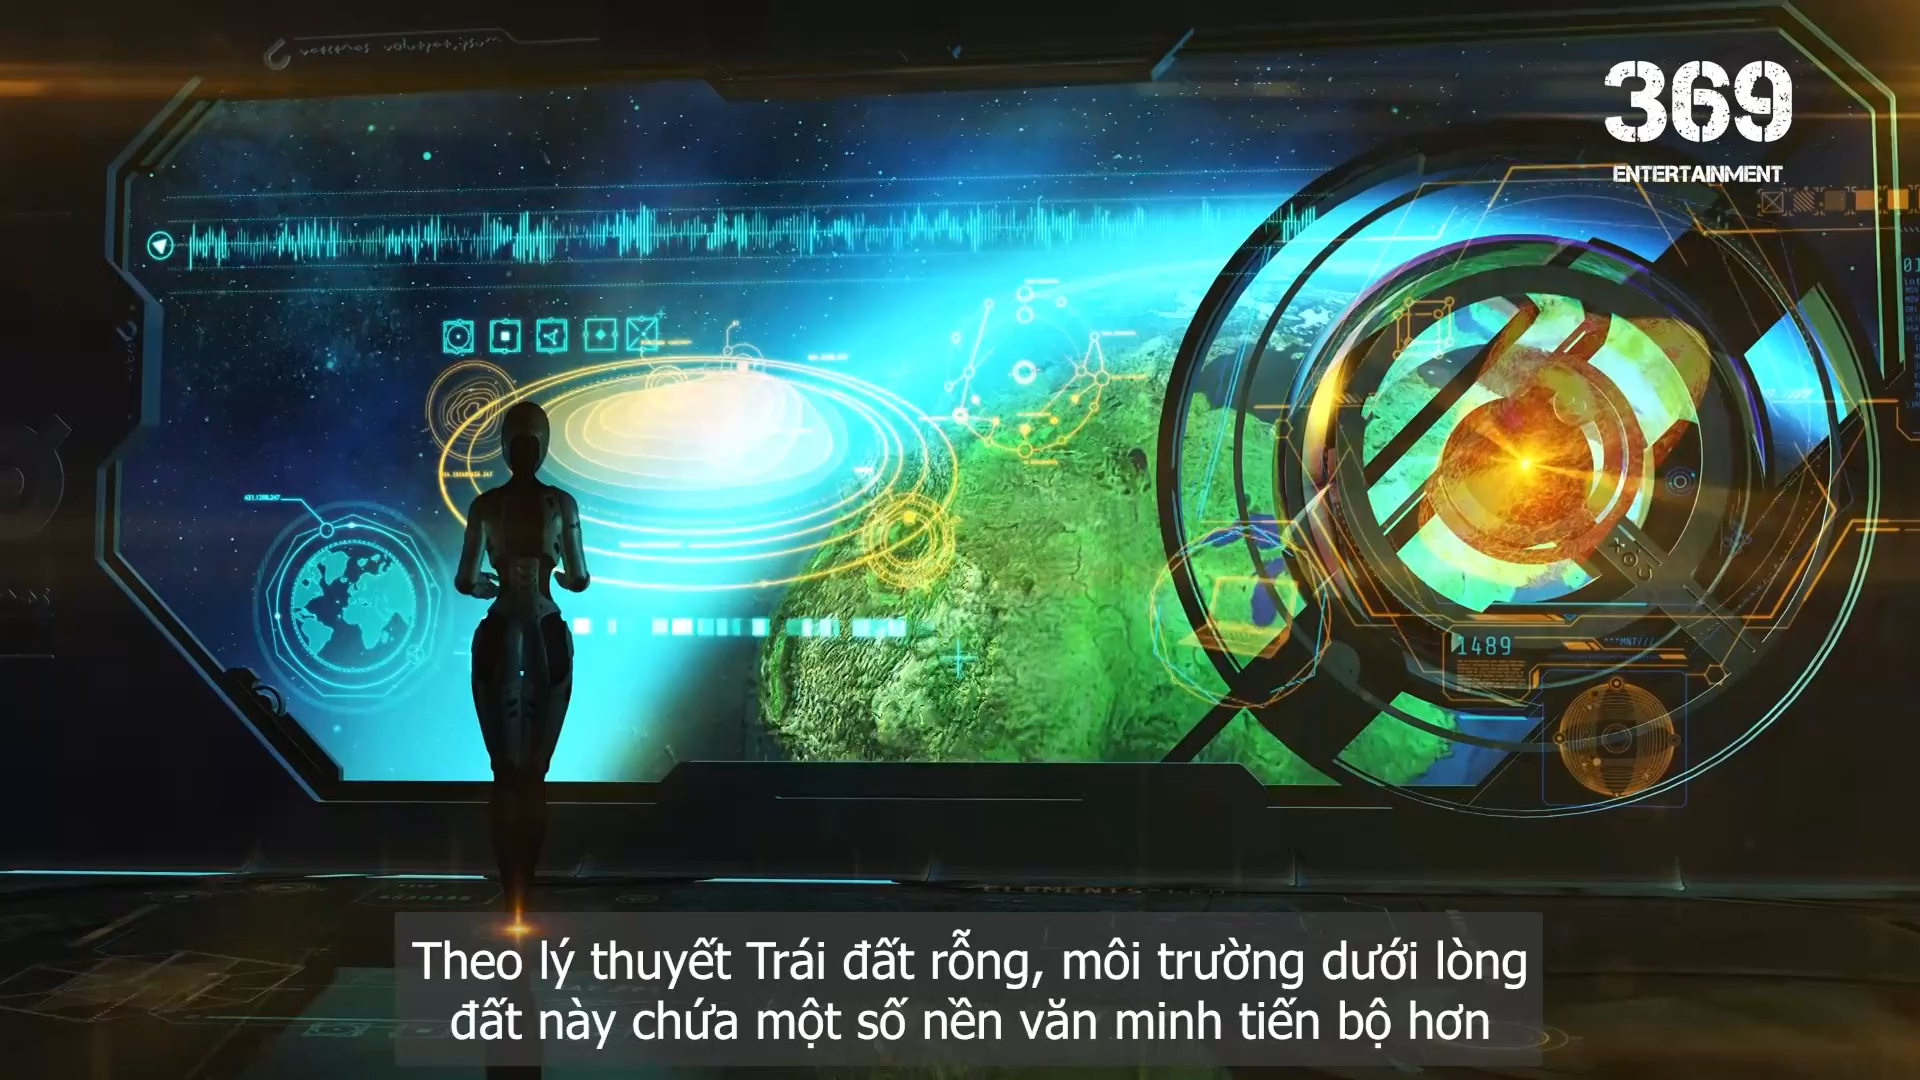 369
ENTERTAINMENT
1489
Theo lý thuyết Trái đất rỗng, môi trường dưới lòng
đất này chứa một số nền văn minh tiến bộ hơn